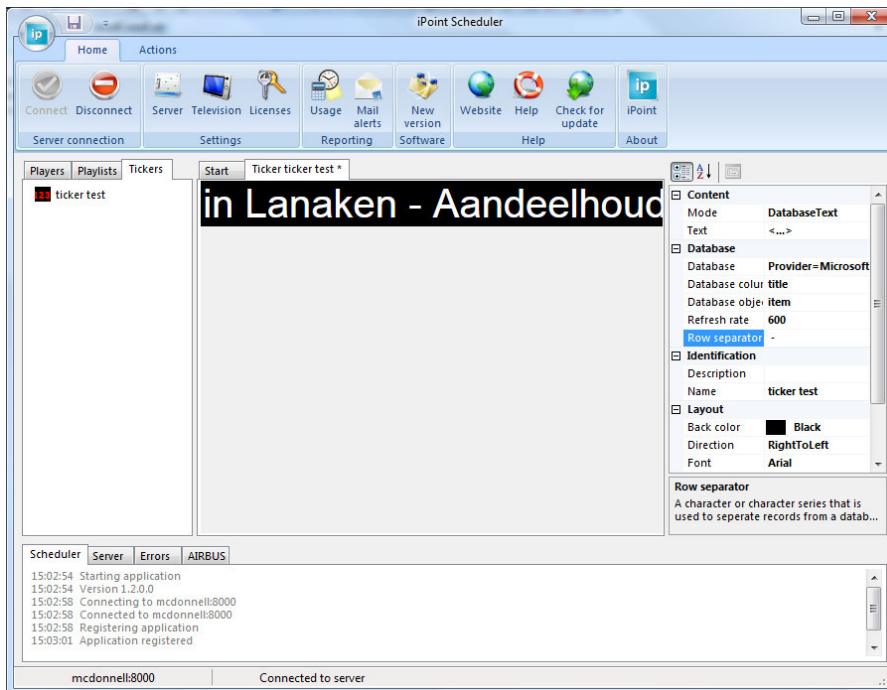 iPoint Scheduler
ip
Home Actions
Connect Disconnect Server Television Licenses Usage Mail alerts New version Website Help Check for update iPoint
Server connection Settings Reporting Software Help About
Players Playlists Tickers
123 ticker test
Start Ticker ticker test *
in Lanaken - Aandeelhoud
Content
Mode DatabaseText
Text <...>
Database
Database Provider=Microsoft
Database colur title
Database obje item
Refresh rate 600
Row separator -
Identification
Description
Name ticker test
Layout
Back color Black
Direction RightToLeft
Font Arial
Row separator
A character or character series that is
used to seperate records from a datab...
Scheduler Server Errors AIRBUS
15:02:54 Starting application
15:02:54 Version 1.2.0.0
15:02:58 Connecting to mcdonnell:8000
15:02:58 Connected to mcdonnell:8000
15:02:58 Registering application
15:03:01 Application registered
mcdonnell:8000 Connected to server